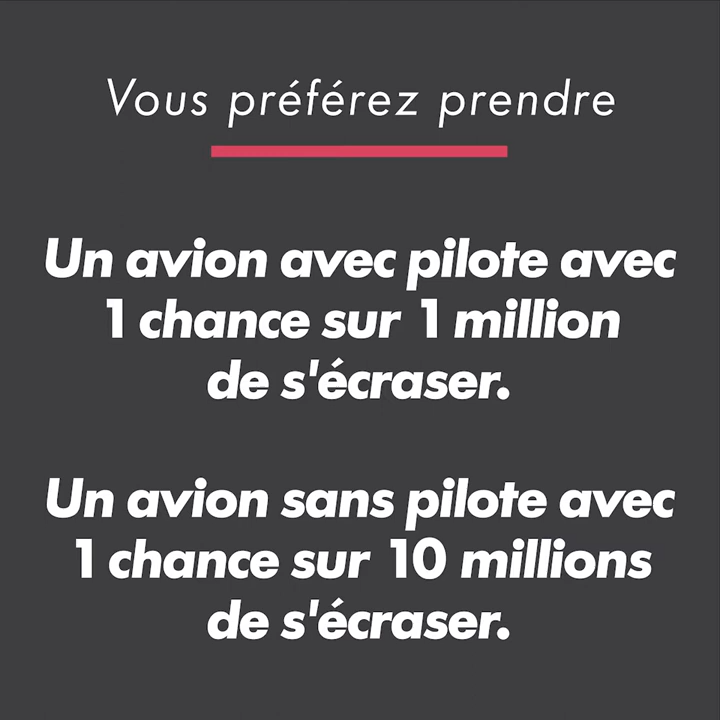 Vous préférez prendre
Un avion avec pilote avec
1 chance sur 1 million
de s'écraser.
Un avion sans pilote avec
1 chance sur 10 millions
de s'écraser.